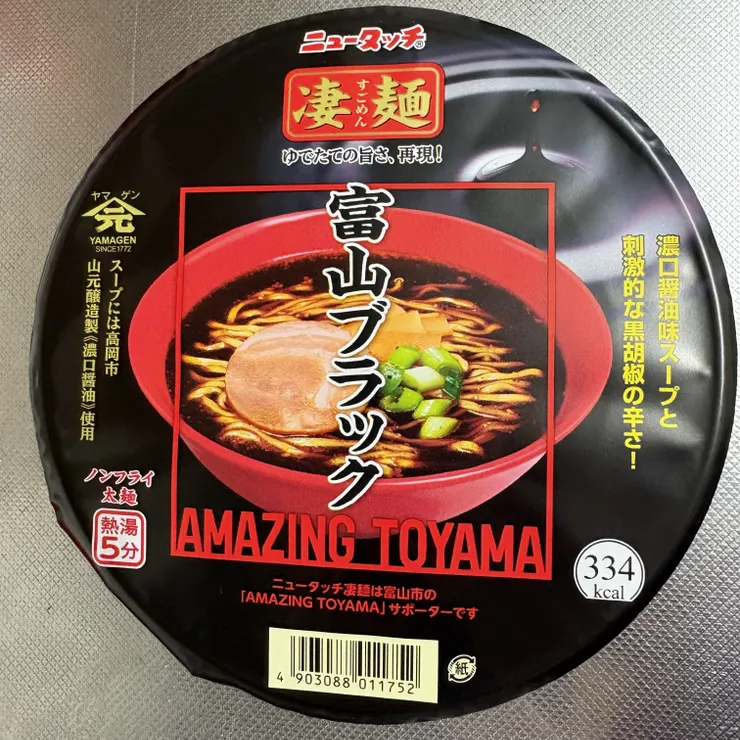 ニュータッチ®
凄麺
すごめん
ゆでたての旨さ、再現!
富山ブラック
濃口醤油味スープと
刺激的な黒胡椒の辛さ!
ヤマゲン
元
YAMAGEN
SINCE1772
スープには高岡市
山元醸造製《濃口醤油》使用
ノンフライ
太麺
熱湯
5分
AMAZING TOYAMA
334
kcal
ニュータッチ凄麺は富山市の
「AMAZING TOYAMA」サポーターです
4 903088 011752
紙